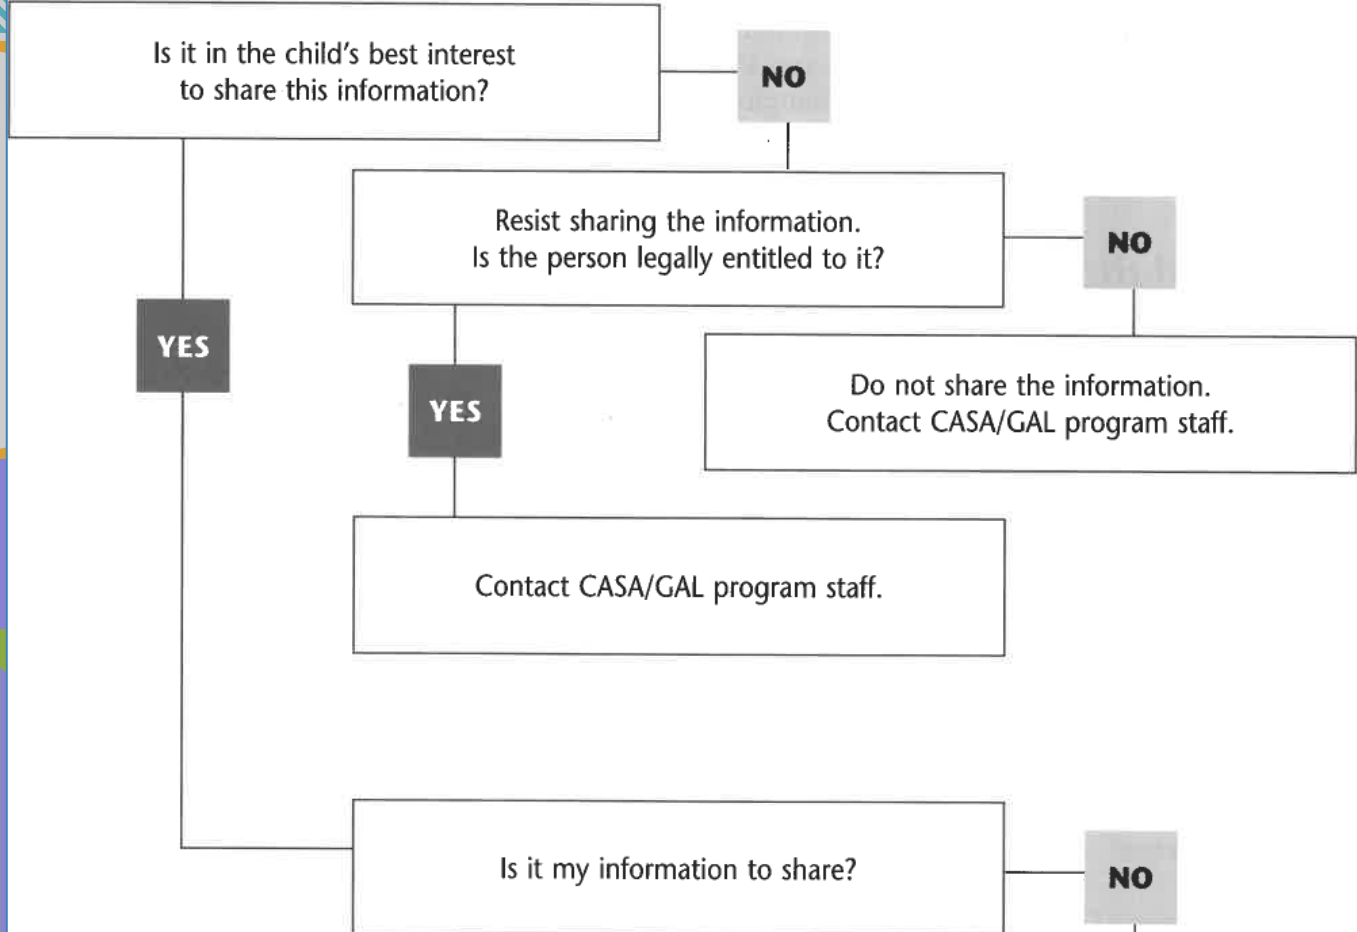 Is it in the child's best interest
to share this information?
NO
Resist sharing the information.
Is the person legally entitled to it?
NO
YES
Do not share the information.
Contact CASA/GAL program staff.
YES
Contact CASA/GAL program staff.
Is it my information to share?
NO